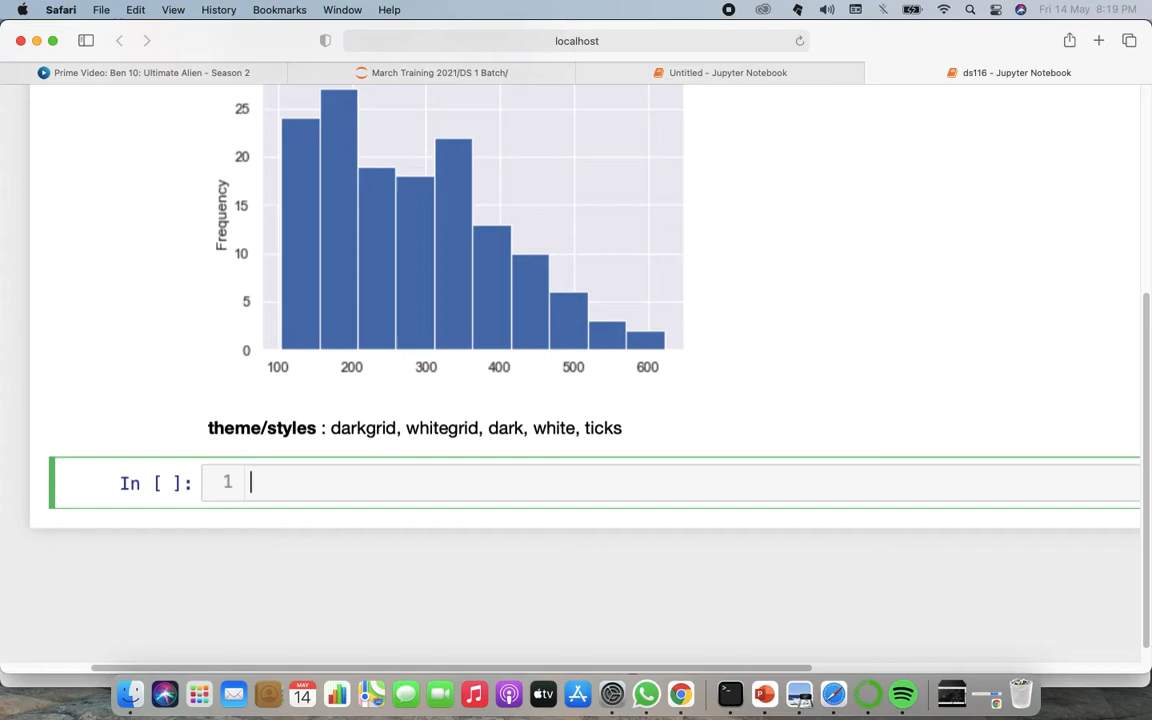 Safari File Edit View History Bookmarks Window Help Fri 14 May 8:19 PM
localhost
Prime Video: Ben 10: Ultimate Alien - Season 2 March Training 2021/DS 1 Batch/ Untitled - Jupyter Notebook ds116 - Jupyter Notebook
25
20
15
10
5
0
Frequency
100 200 300 400 500 600
theme/styles : darkgrid, whitegrid, dark, white, ticks
In [ ]: 1
MAY
14
tv